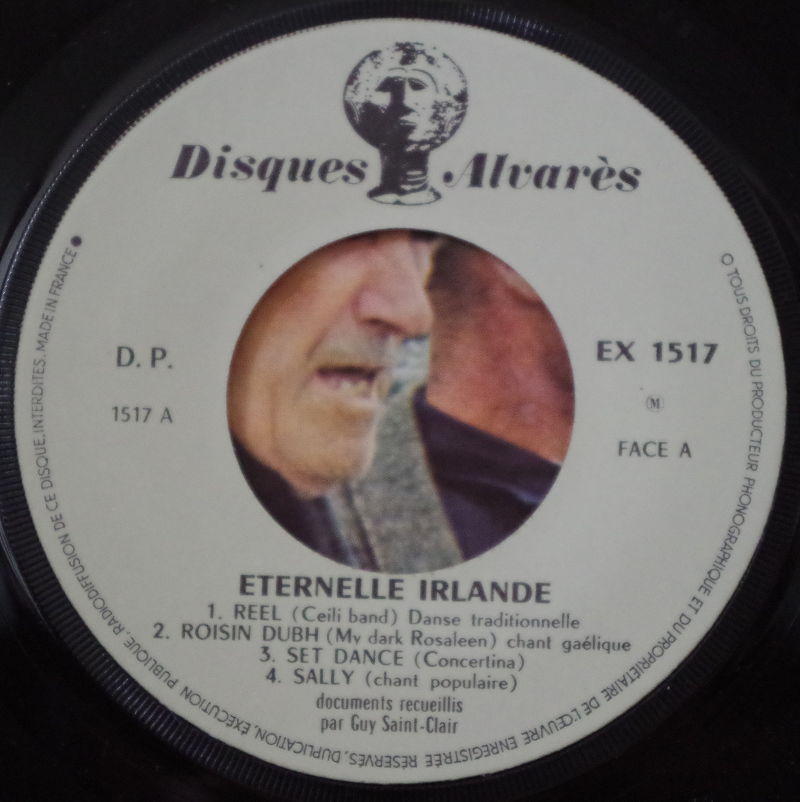 Disques Alvarès
D. P.
1517 A
EX 1517
M
FACE A
ETERNELLE IRLANDE
1. REEL (Ceili band) Danse traditionnelle
2. ROISIN DUBH (My dark Rosaleen) chant gaélique
3. SET DANCE (Concertina)
4. SALLY (chant populaire)
documents recueillis
par Guy Saint-Clair
O TOUS DROITS DU PRODUCTEUR PHONOGRAPHIQUE ET DU PROPRIETAIRE DE L'ŒUVRE ENREGISTRÉE RÉSERVÉS, DUPLICATION, EXÉCUTION PUBLIQUE, RADIODIFFUSION DE CE DISQUE, INTERDITES. MADE IN FRANCE ●